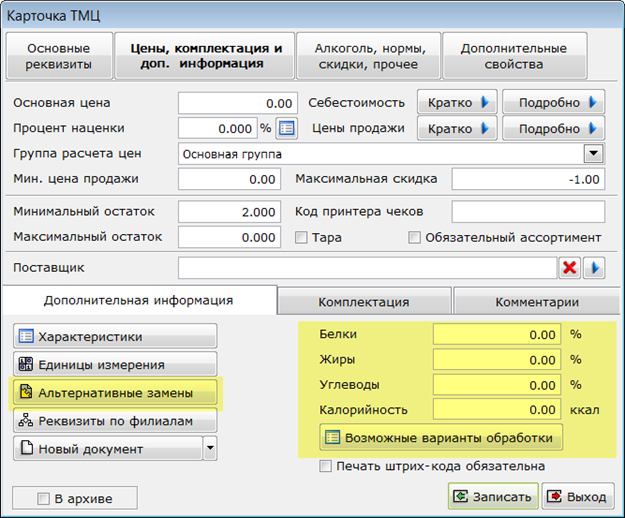 Карточка ТМЦ
Основные реквизиты
Цены, комплектация и доп. информация
Алкоголь, нормы, скидки, прочее
Дополнительные свойства
Основная цена 0.00 Себестоимость Кратко Подробно
Процент наценки 0.000 % Цены продажи Кратко Подробно
Группа расчета цен Основная группа
Мин. цена продажи 0.00 Максимальная скидка -1.00
Минимальный остаток 2.000 Код принтера чеков
Максимальный остаток 0.000 Тара Обязательный ассортимент
Поставщик
Дополнительная информация Комплектация Комментарии
Характеристики Белки 0.00 %
Единицы измерения Жиры 0.00 %
Альтернативные замены Углеводы 0.00 %
Реквизиты по филиалам Калорийность 0.00 ккал
Новый документ Возможные варианты обработки
Печать штрих-кода обязательна
В архиве Записать Выход